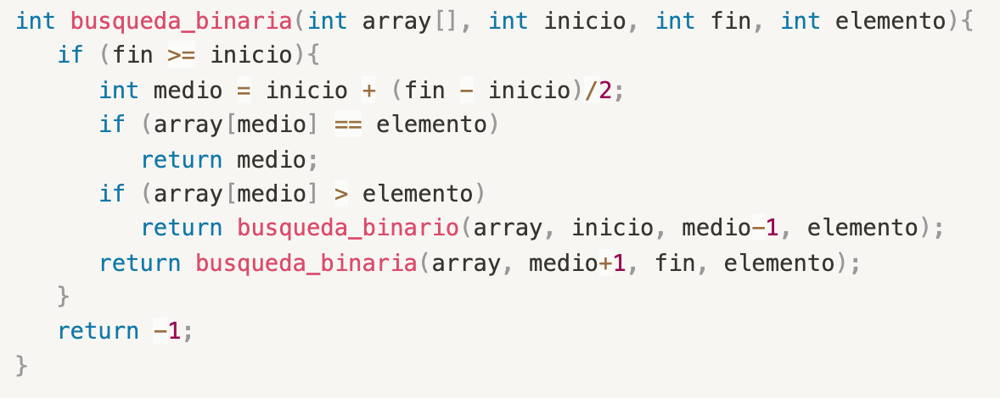 int busqueda_binaria(int array[], int inicio, int fin, int elemento){
   if (fin >= inicio){
      int medio = inicio + (fin - inicio)/2;
      if (array[medio] == elemento)
         return medio;
      if (array[medio] > elemento)
         return busqueda_binario(array, inicio, medio-1, elemento);
      return busqueda_binaria(array, medio+1, fin, elemento);
   }
   return -1;
}